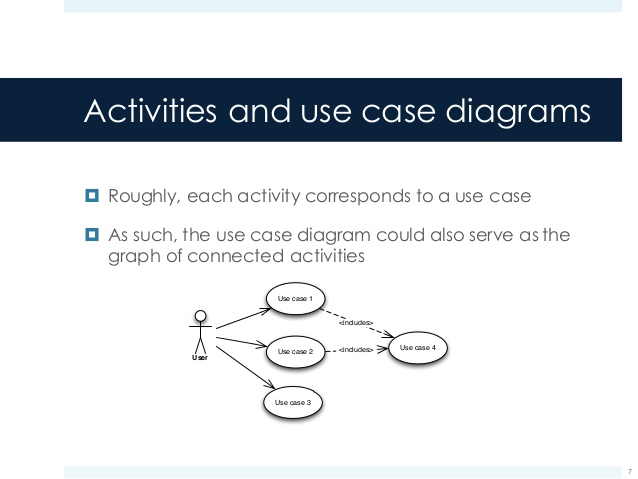 Activities and use case diagrams
Roughly, each activity corresponds to a use case
As such, the use case diagram could also serve as the
graph of connected activities
Use case 1
<includes>
User
Use case 2
<includes>
Use case 4
Use case 3
7